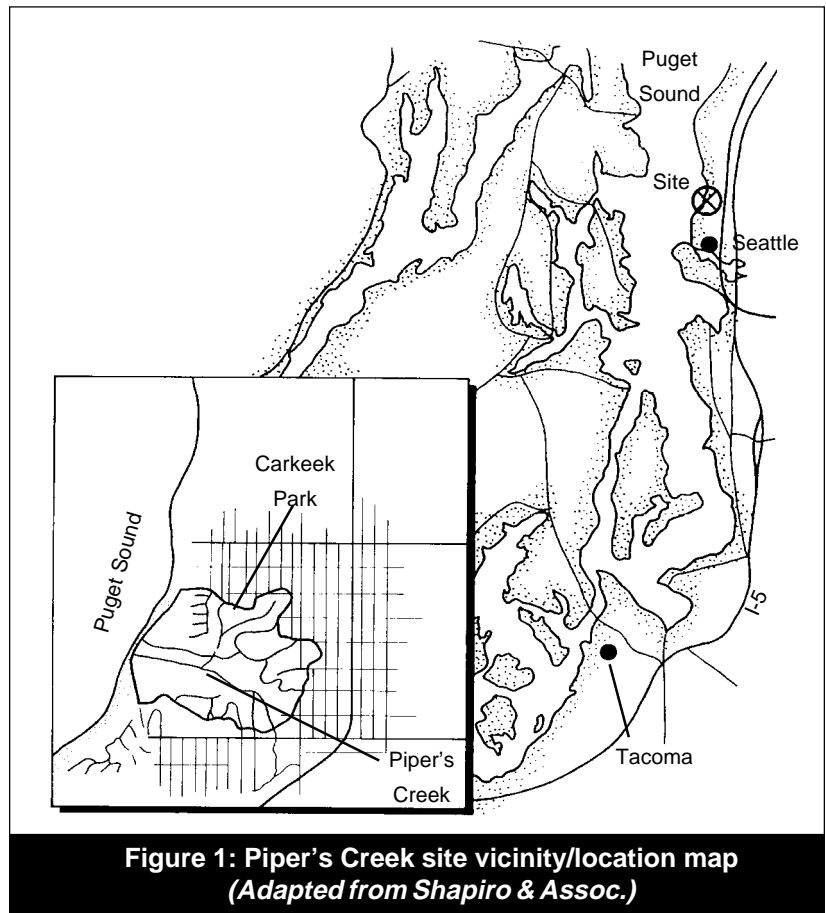 Puget
Sound
Site
Seattle
Carkeek
Park
Puget Sound
I-5
Piper's
Creek
Tacoma
Figure 1: Piper's Creek site vicinity/location map
(Adapted from Shapiro & Assoc.)